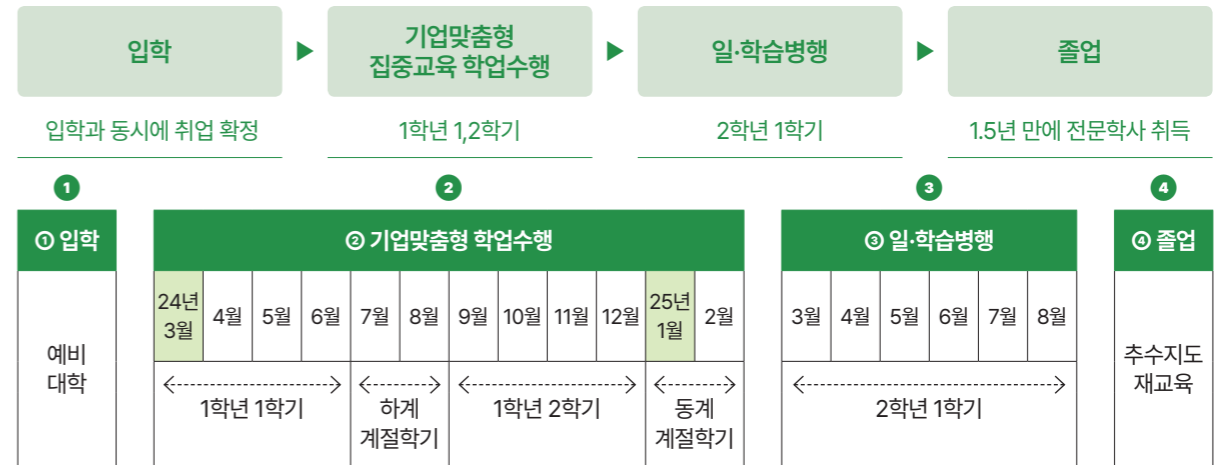 입학
기업맞춤형
집중교육 학업수행
일·학습병행
졸업
입학과 동시에 취업 확정
1학년 1,2학기
2학년 1학기
1.5년 만에 전문학사 취득
1
2
3
4
① 입학
② 기업맞춤형 학업수행
③ 일·학습병행
④ 졸업
예비
대학
24년
3월
4월
5월
6월
7월
8월
9월
10월
11월
12월
25년
1월
2월
3월
4월
5월
6월
7월
8월
1학년 1학기
하계
계절학기
1학년 2학기
동계
계절학기
2학년 1학기
추수지도
재교육